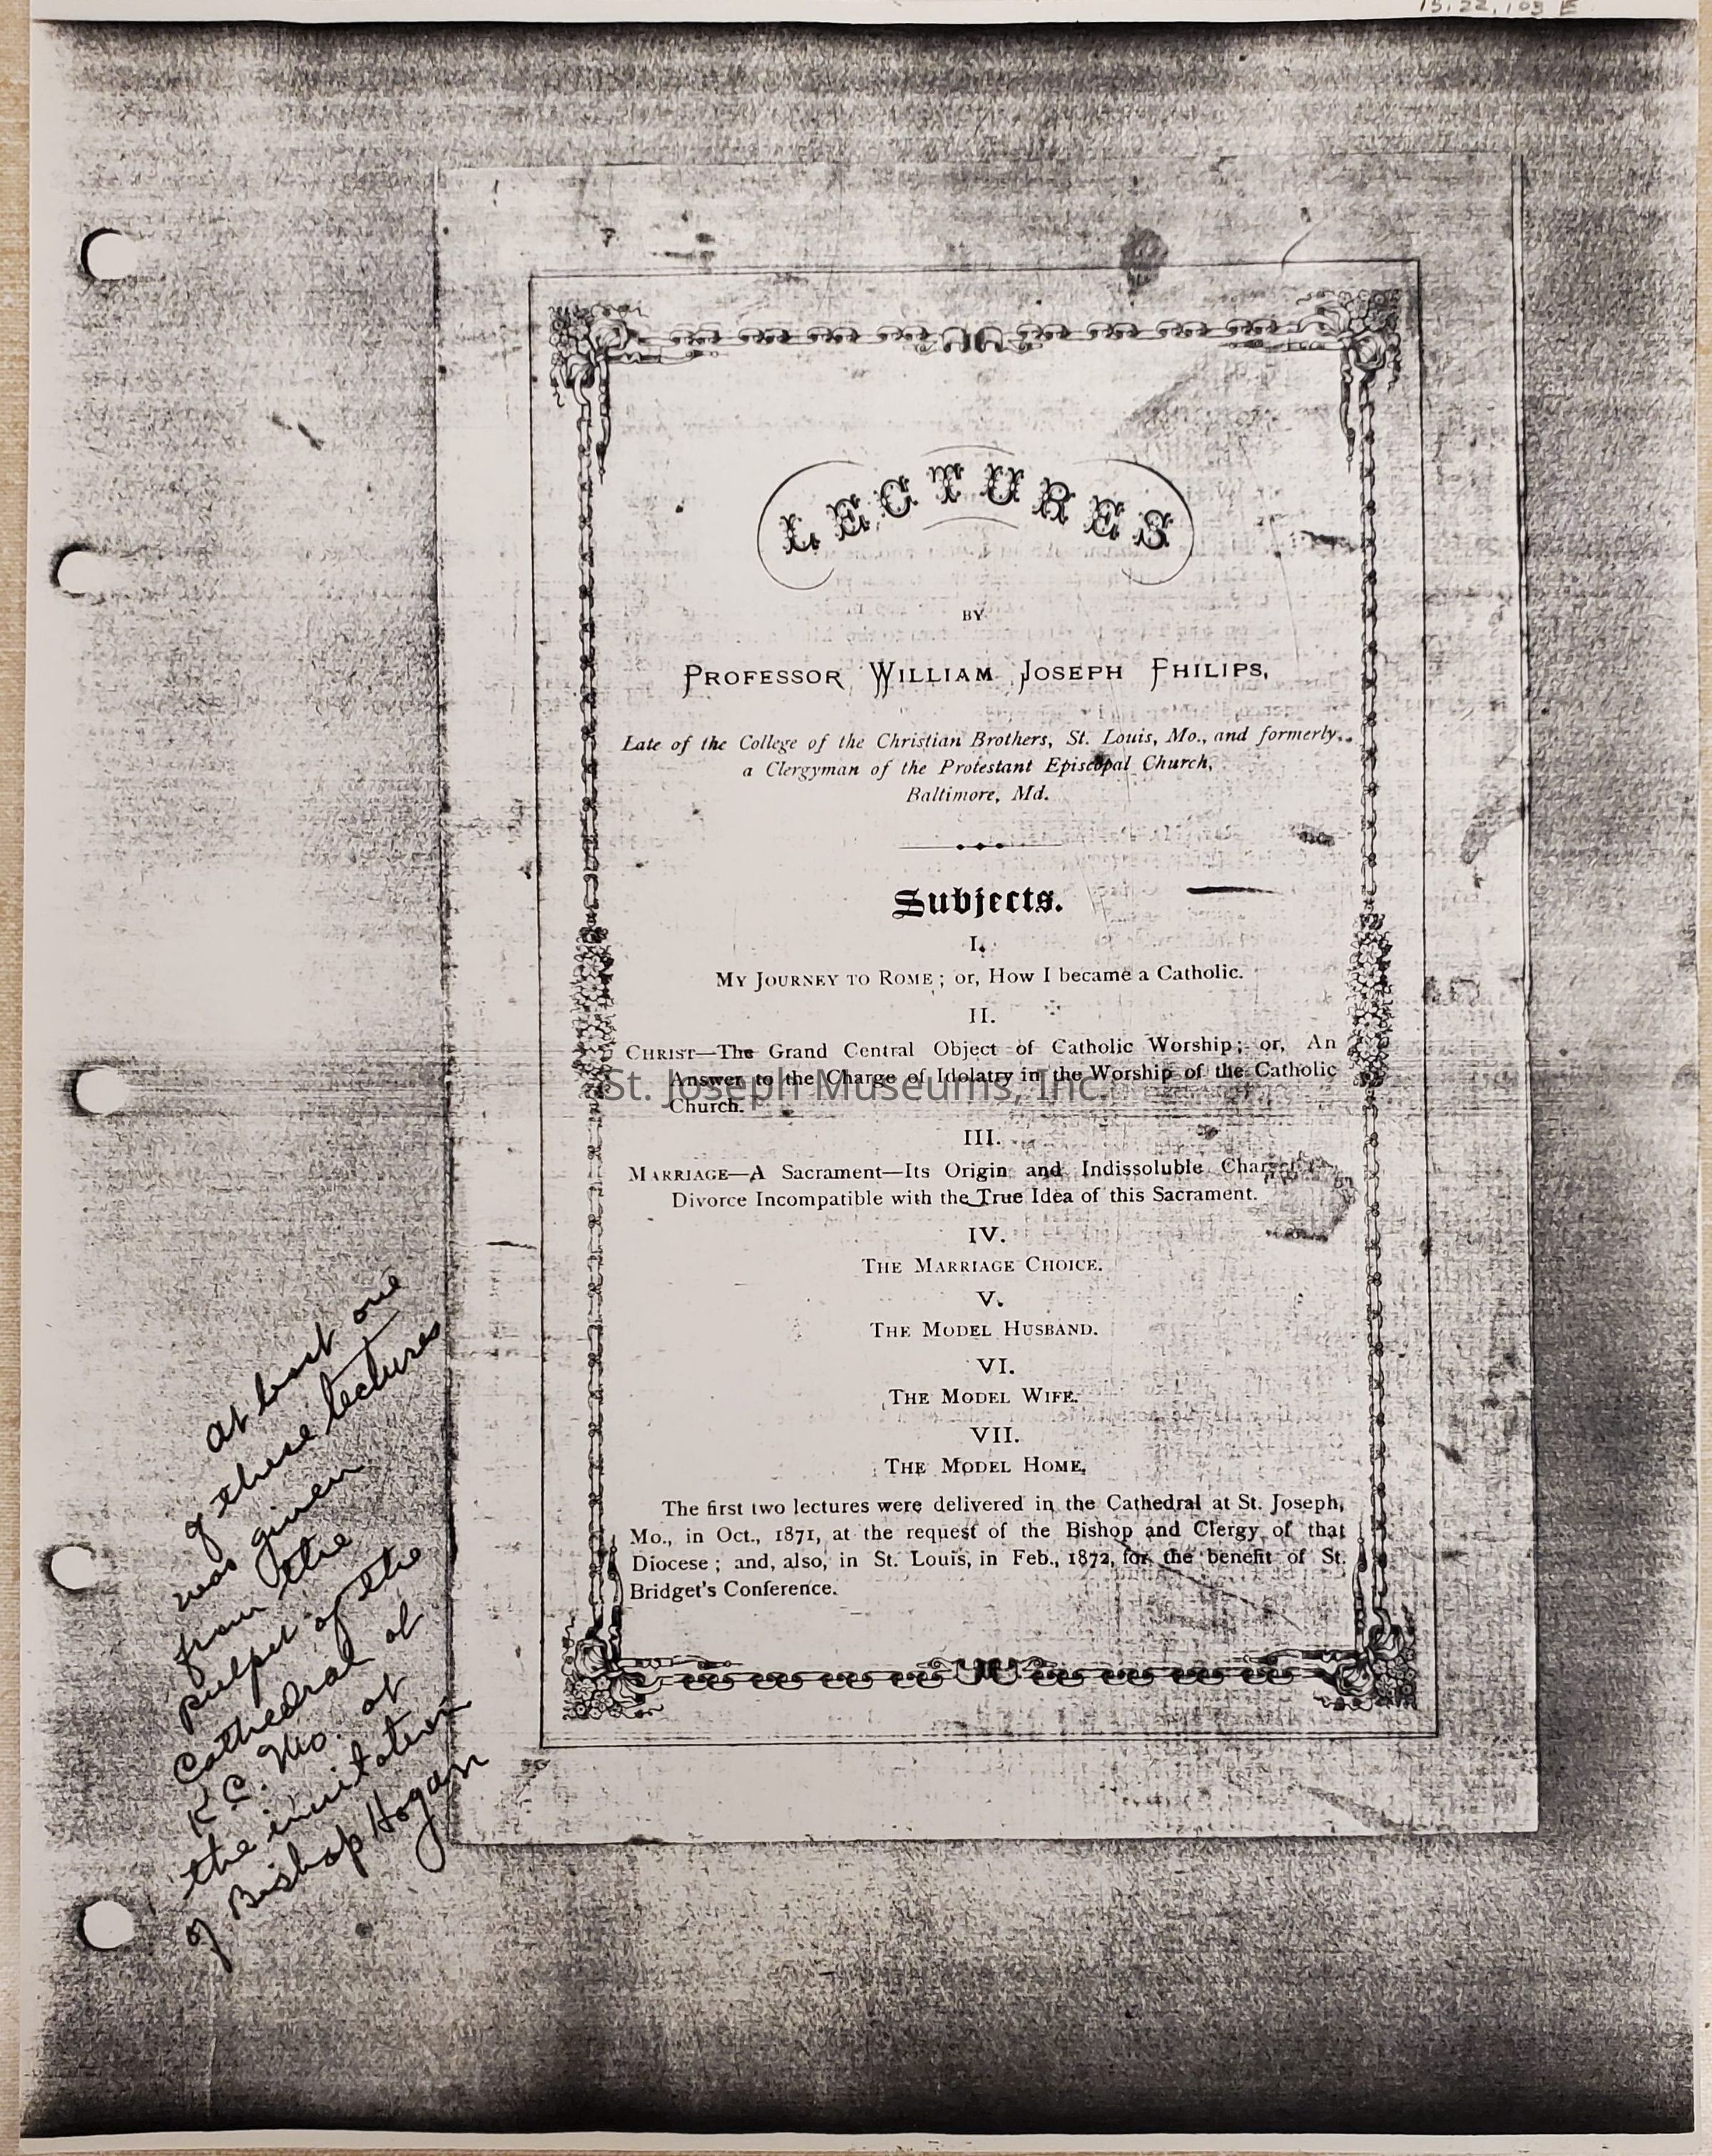 15.22.103 E
LECTURES
BY
PROFESSOR WILLIAM JOSEPH PHILIPS,
Late of the College of the Christian Brothers, St. Louis, Mo., and formerly
a Clergyman of the Protestant Episcopal Church,
Baltimore, Md.
Subjects.
I.
MY JOURNEY TO ROME; or, How I became a Catholic.
II.
CHRIST—The Grand Central Object of Catholic Worship; or, An
Answer to the Charge of Idolatry in the Worship of the Catholic
Church.
St. Joseph Museums, Inc.
III.
MARRIAGE—A Sacrament—Its Origin and Indissoluble
Divorce Incompatible with the True Idea of this Sacrament.
IV.
THE MARRIAGE CHOICE.
V.
THE MODEL HUSBAND.
VI.
THE MODEL WIFE.
VII.
THE MODEL HOME.
The first two lectures were delivered in the Cathedral at St. Joseph,
Mo., in Oct., 1871, at the request of the Bishop and Clergy of that
Diocese; and, also, in St. Louis, in Feb., 1872, for the benefit of St.
Bridget's Conference.
at least one
of these lectures
was given
from the
pulpit of the
Cathedral at
K.C. Mo. at
the invitation
of Bishop Hogan